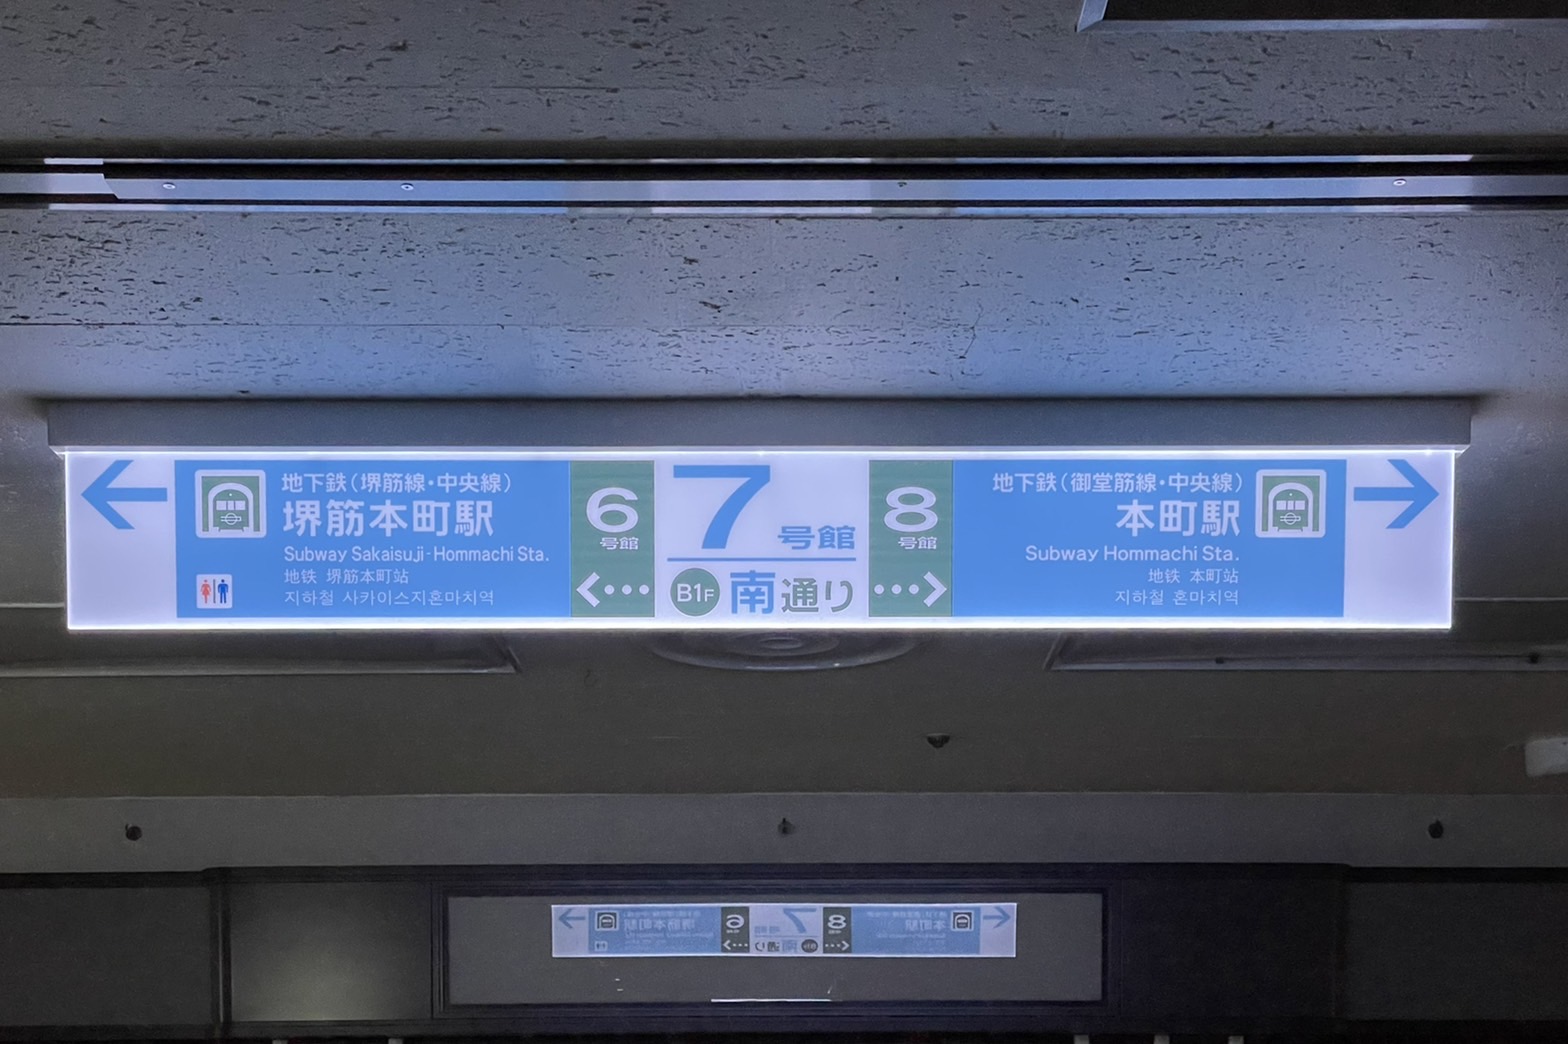 地下鉄(堺筋線・中央線)
堺筋本町駅
Subway Sakaisuji-Hommachi Sta.
地铁 堺筋本町站
지하철 사카이스지혼마치역
6
号館
7号館
B1F 南通り
8
号館
地下鉄(御堂筋線・中央線)
本町駅
Subway Hommachi Sta.
地铁 本町站
지하철 혼마치역